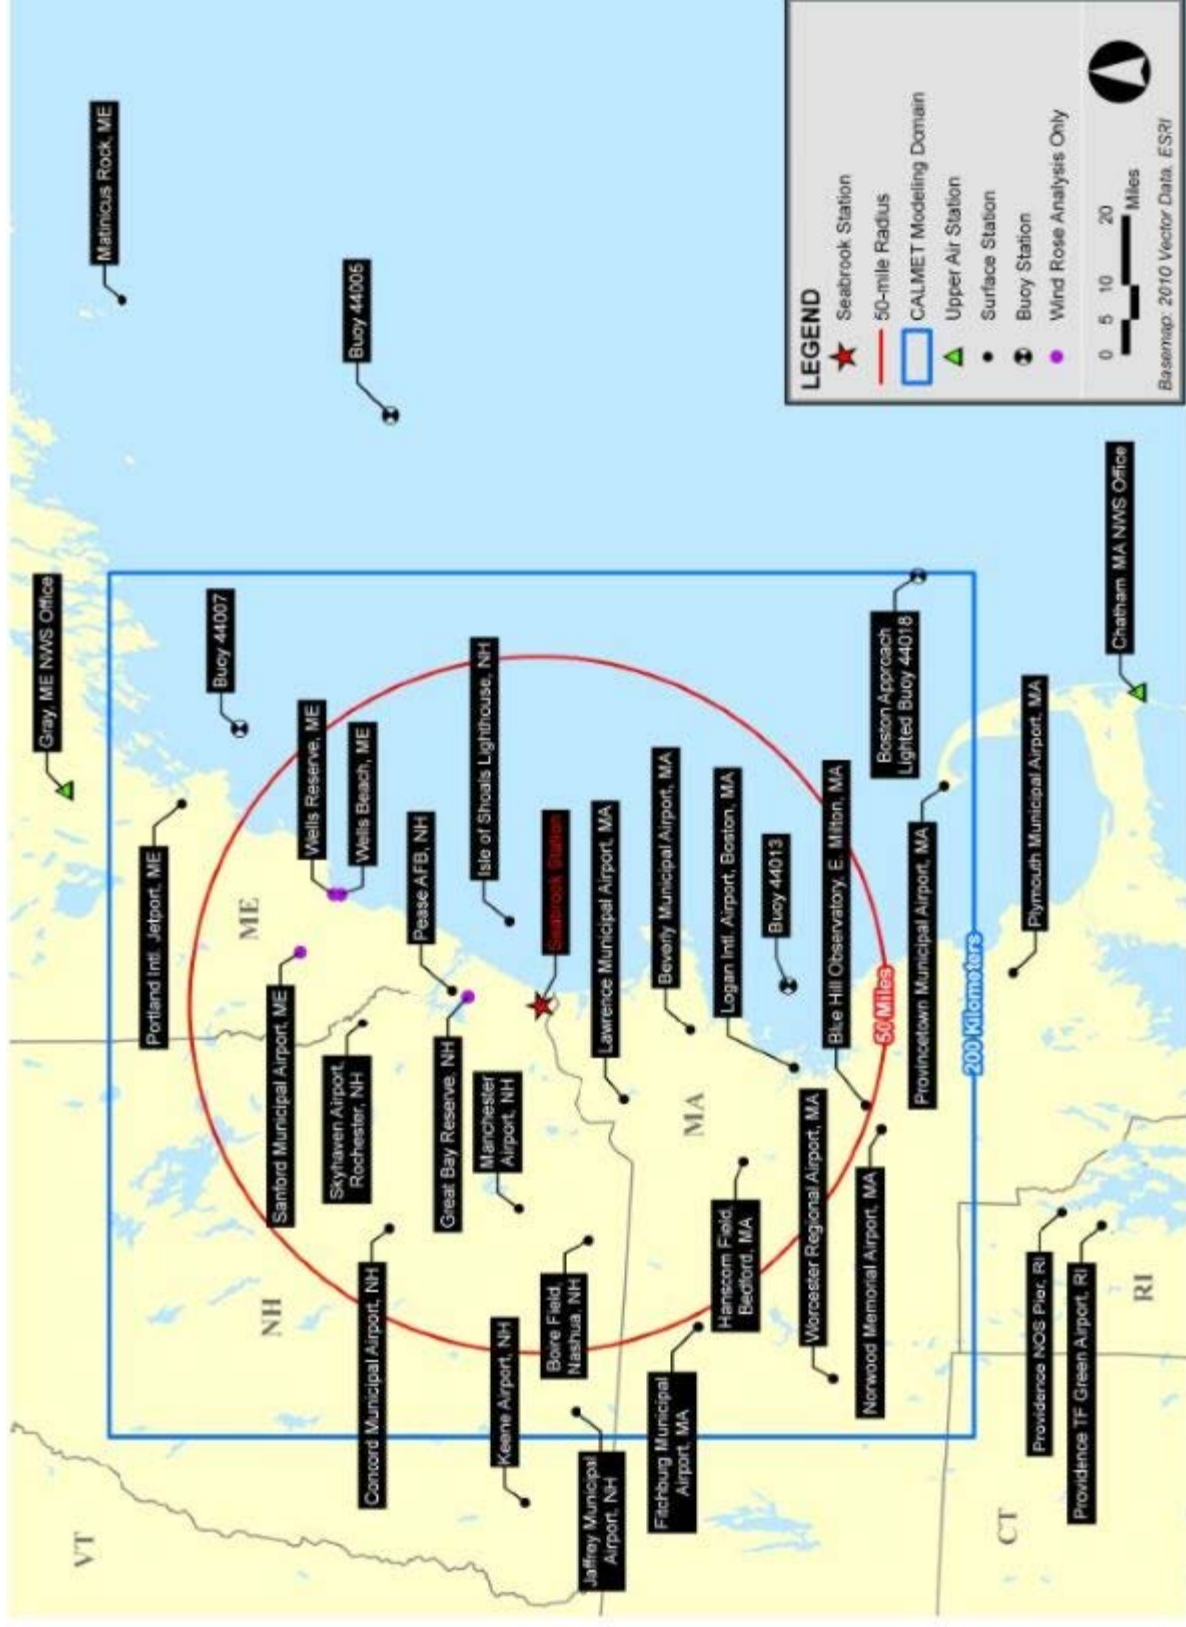 Gray, ME NWS Office
Matinicus Rock, ME
Portland Intl. Jetport, ME
Buoy 44007
Buoy 44005
Wells Reserve, ME
Wells Beach, ME
ME
Sanford Municipal Airport, ME
Skyhaven Airport,
Rochester, NH
Pease AFB, NH
Isle of Shoals Lighthouse, NH
Great Bay Reserve, NH
Manchester
Airport, NH
Seabrook Station
Concord Municipal Airport, NH
NH
VT
Keene Airport, NH
Boire Field,
Nashua, NH
Jaffrey Municipal
Airport, NH
Lawrence Municipal Airport, MA
Beverly Municipal Airport, MA
MA
Fitchburg Municipal
Airport, MA
Hanscom Field,
Bedford, MA
Logan Intl. Airport, Boston, MA
Buoy 44013
Worcester Regional Airport, MA
Blue Hill Observatory, E. Milton, MA
Norwood Memorial Airport, MA
50 Miles
Boston Approach
Lighted Buoy 44018
Provincetown Municipal Airport, MA
200 Kilometers
Plymouth Municipal Airport, MA
Chatham, MA NWS Office
Providence NOS Pier, RI
Providence TF Green Airport, RI
CT
RI
LEGEND
Seabrook Station
50-mile Radius
CALMET Modeling Domain
Upper Air Station
Surface Station
Buoy Station
Wind Rose Analysis Only
0 5 10 20
Miles
Basemap: 2010 Vector Data, ESRI